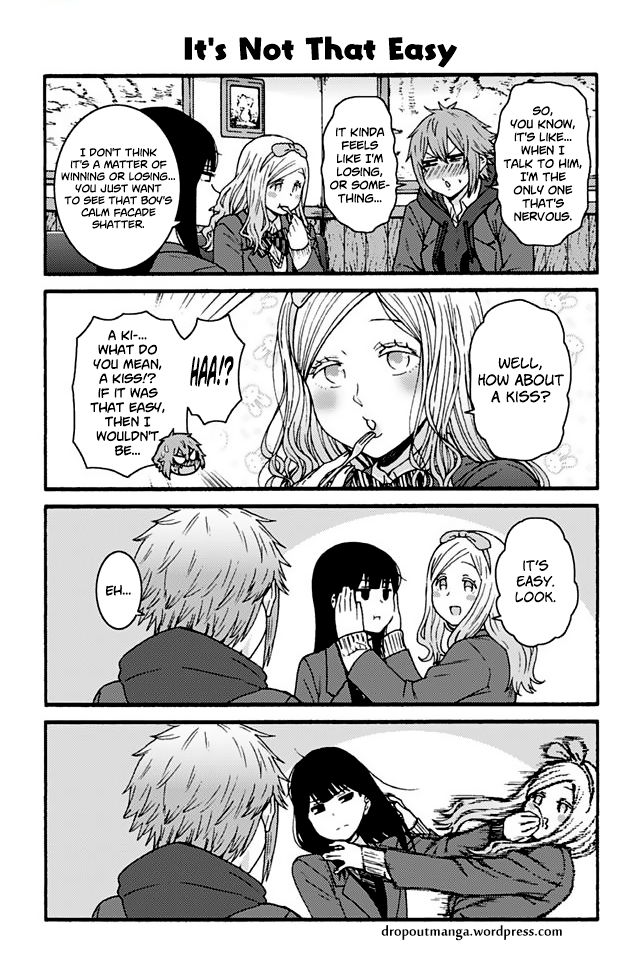 It's Not That Easy
SO,
YOU KNOW,
IT'S LIKE...
WHEN I
TALK TO HIM,
I'M THE
ONLY ONE
THAT'S
NERVOUS.
IT KINDA
FEELS
LIKE I'M
LOSING,
OR SOME-
THING...
I DON'T THINK
IT'S A MATTER OF
WINNING OR LOSING...
YOU JUST WANT
TO SEE THAT BOY'S
CALM FACADE
SHATTER.
WELL,
HOW ABOUT
A KISS?
HAA!?
A KI-...
WHAT DO
YOU MEAN,
A KISS!?
IF IT WAS
THAT EASY,
THEN I
WOULDN'T
BE...
IT'S
EASY.
LOOK.
EH...
dropoutmanga.wordpress.com